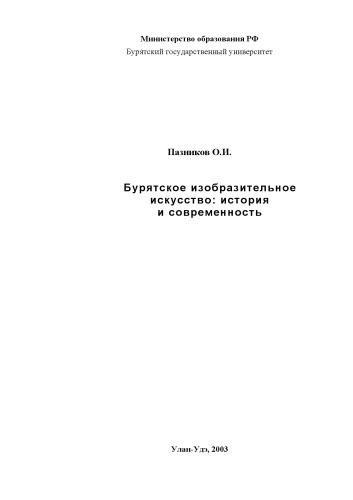 Министерство образования РФ
Бурятский государственный университет
Пазников О.И.
Бурятское изобразительное
искусство: история
и современность
Улан-Удэ, 2003